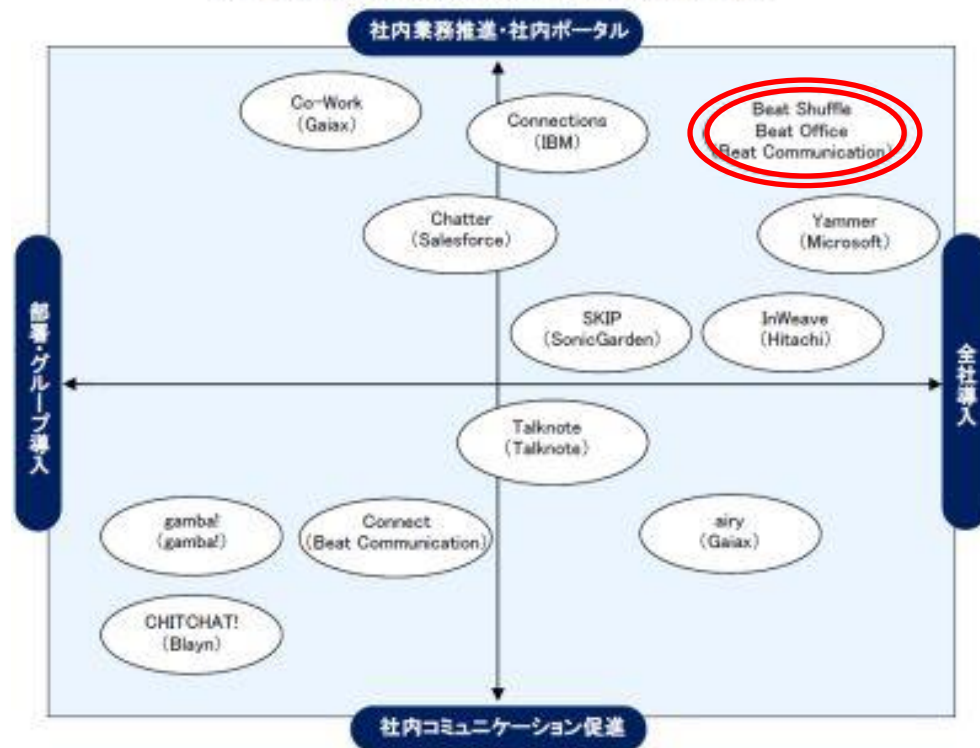 社内業務推進・社内ポータル
Co-Work
(Gaiax)
Connections
(IBM)
Beat Shuffle
Beat Office
(Beat Communication)
Chatter
(Salesforce)
Yammer
(Microsoft)
SKIP
(SonicGarden)
InWeave
(Hitachi)
部署・グループ導入
全社導入
Talknote
(Talknote)
gamba!
(gamba!)
Connect
(Beat Communication)
airy
(Gaiax)
CHITCHAT!
(Blayn)
社内コミュニケーション促進